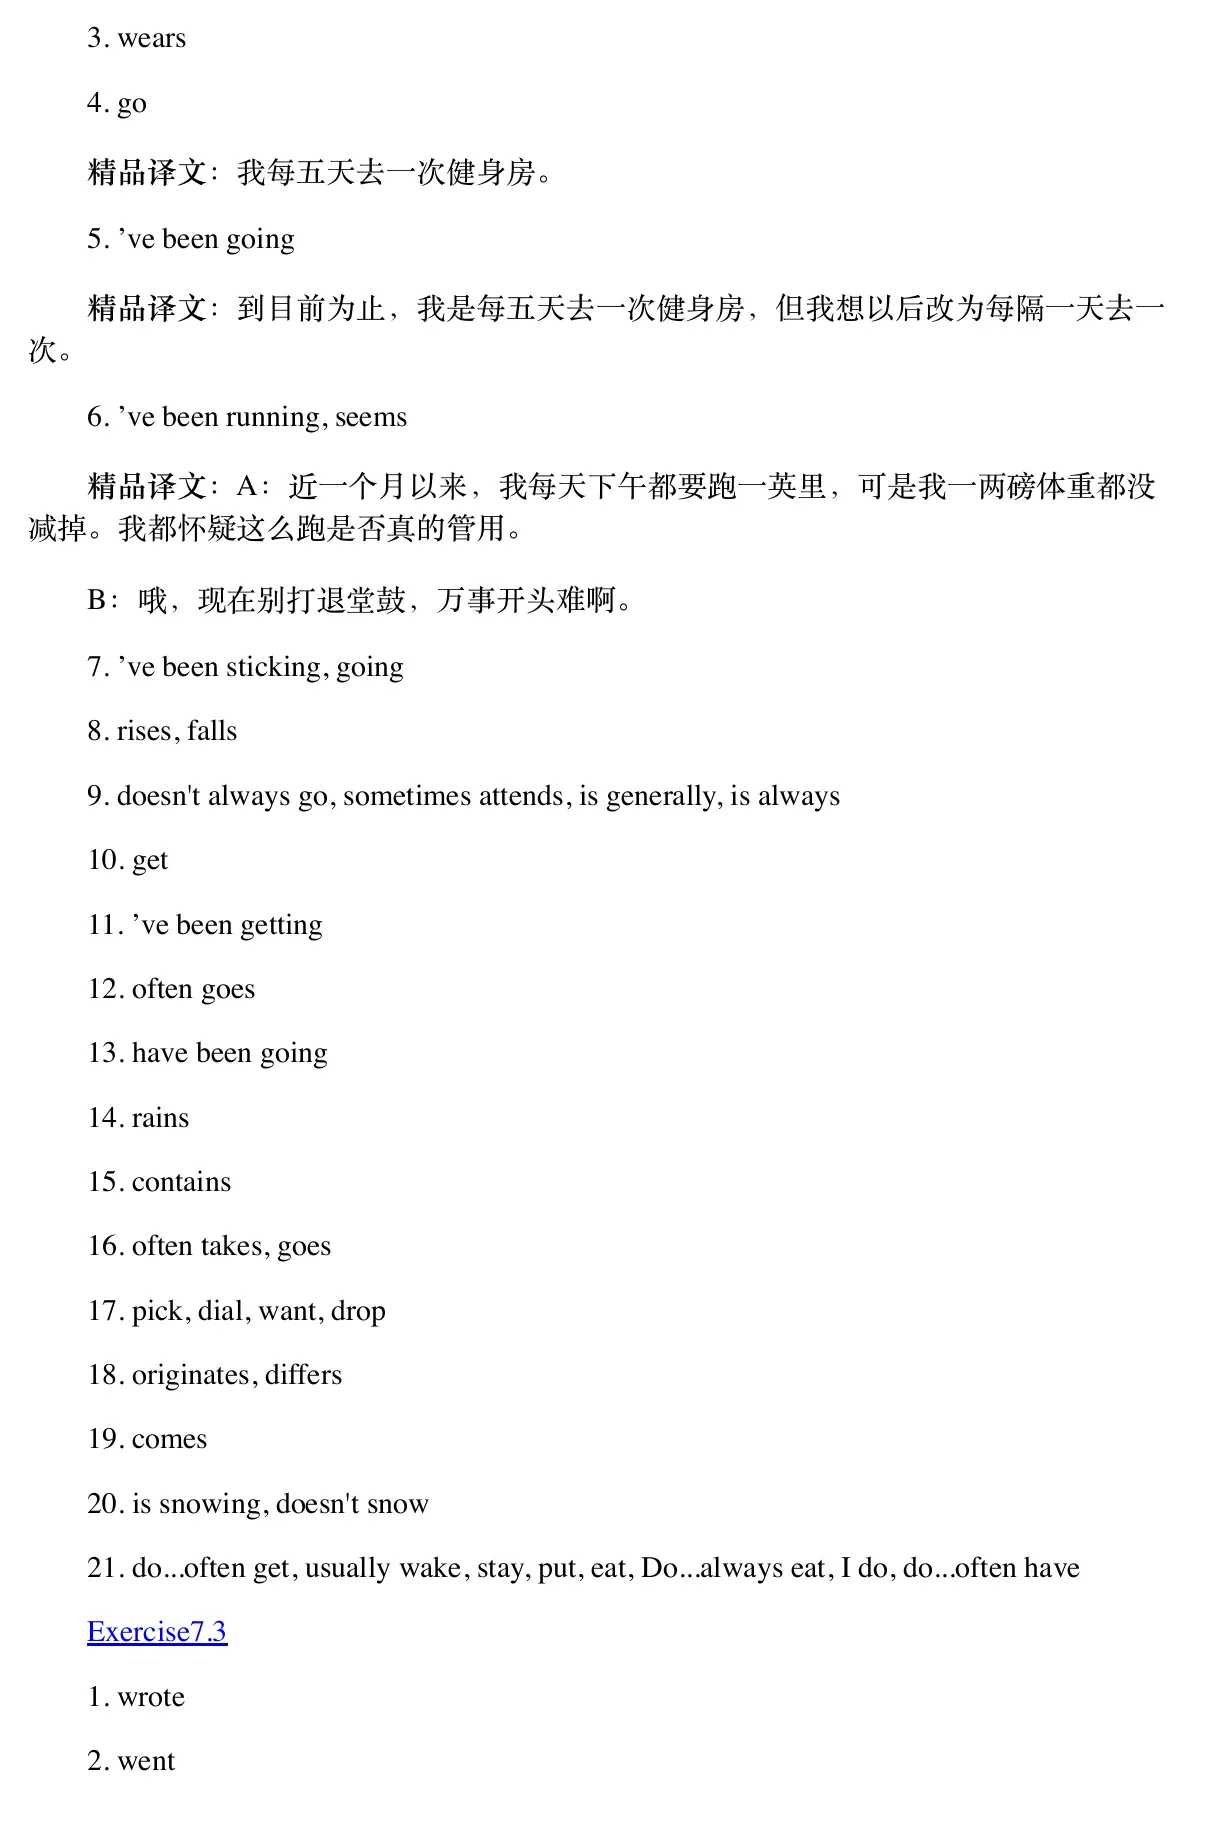 3. wears
4. go
精品译文：我每五天去一次健身房。
5. ’ve been going
精品译文：到目前为止，我是每五天去一次健身房，但我想以后改为每隔一天去一
次。
6. ’ve been running, seems
精品译文：A：近一个月以来，我每天下午都要跑一英里，可是我一两磅体重都没
减掉。我都怀疑这么跑是否真的管用。
B：哦，现在别打退堂鼓，万事开头难啊。
7. ’ve been sticking, going
8. rises, falls
9. doesn't always go, sometimes attends, is generally, is always
10. get
11. ’ve been getting
12. often goes
13. have been going
14. rains
15. contains
16. often takes, goes
17. pick, dial, want, drop
18. originates, differs
19. comes
20. is snowing, doesn't snow
21. do...often get, usually wake, stay, put, eat, Do...always eat, I do, do...often have
Exercise7.3
1. wrote
2. went